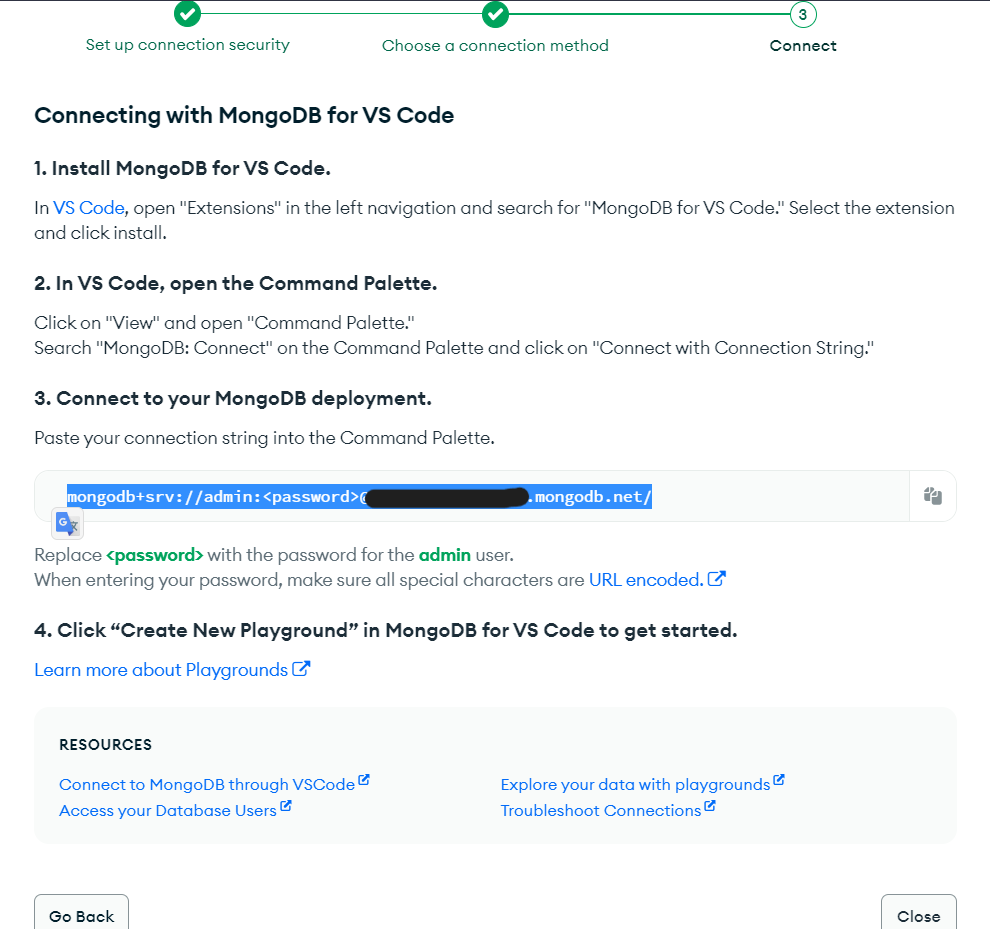 3
Set up connection security
Choose a connection method
Connect
Connecting with MongoDB for VS Code
1. Install MongoDB for VS Code.
In VS Code, open "Extensions" in the left navigation and search for "MongoDB for VS Code." Select the extension
and click install.
2. In VS Code, open the Command Palette.
Click on "View" and open "Command Palette."
Search "MongoDB: Connect" on the Command Palette and click on "Connect with Connection String."
3. Connect to your MongoDB deployment.
Paste your connection string into the Command Palette.
mongodb+srv://admin:<password>@ .mongodb.net/
G
Replace <password> with the password for the admin user.
When entering your password, make sure all special characters are URL encoded.
4. Click “Create New Playground” in MongoDB for VS Code to get started.
Learn more about Playgrounds
RESOURCES
Connect to MongoDB through VSCode
Explore your data with playgrounds
Access your Database Users
Troubleshoot Connections
Go Back
Close